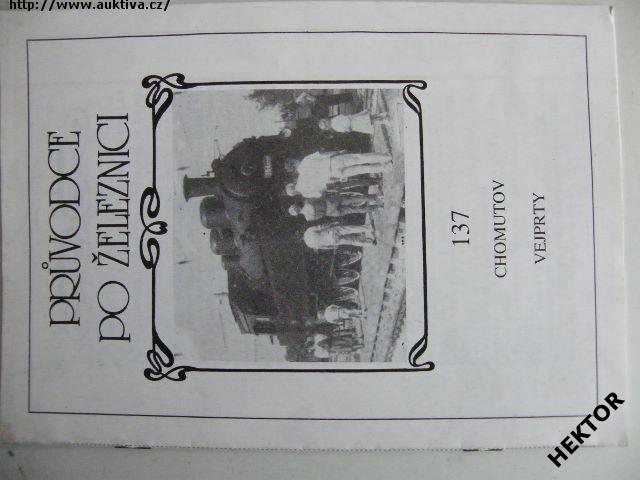 http://www.auktiva.cz/
PRŮVODCE
PO ŽELEZNICI
137
CHOMUTOV
VEJPRTY
HEKTOR